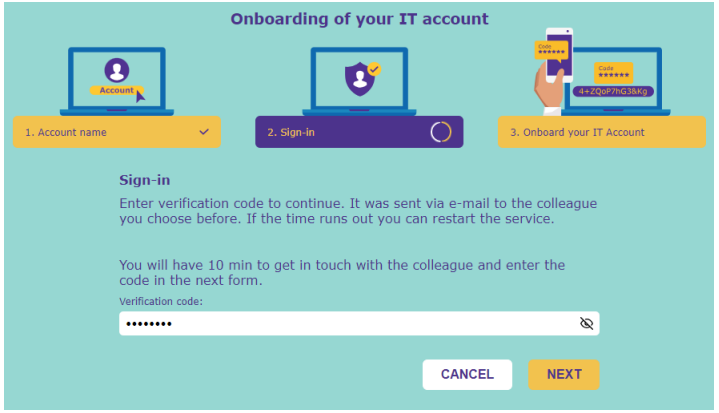 Onboarding of your IT account
Account
Code
******
Code
******
4+ZQoP7hG3&Kg
1. Account name
2. Sign-in
3. Onboard your IT Account
Sign-in
Enter verification code to continue. It was sent via e-mail to the colleague
you choose before. If the time runs out you can restart the service.
You will have 10 min to get in touch with the colleague and enter the
code in the next form.
Verification code:
••••••••
CANCEL
NEXT